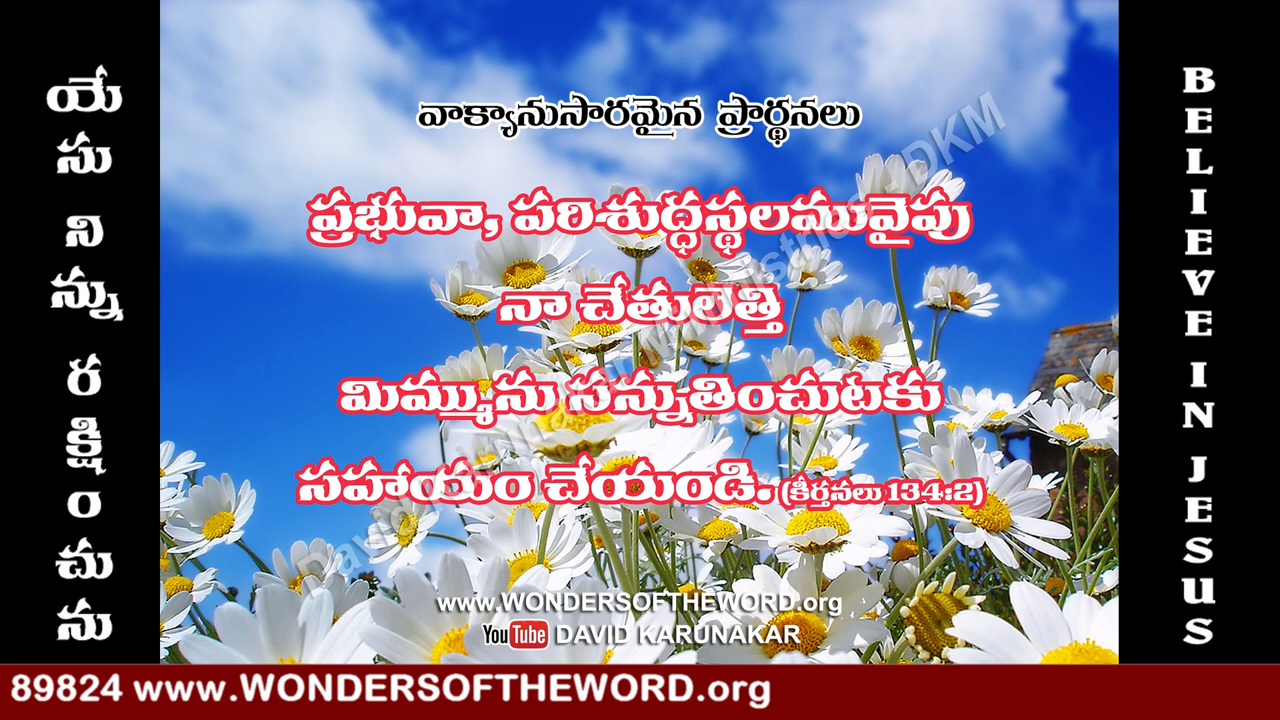 యేసు నిన్ను రక్షించును
వాక్యానుసారమైన ప్రార్థనలు
ప్రభువా, పరిశుద్ధస్థలమువైపు
నా చేతులెత్తి
మిమ్మును సన్నుతించుటకు
సహాయం చేయండి. (కీర్తనలు 134:2)
www.WONDERSOFTHEWORD.org
YouTube DAVID KARUNAKAR
BELIEVE IN JESUS
89824 www.WONDERSOFTHEWORD.org